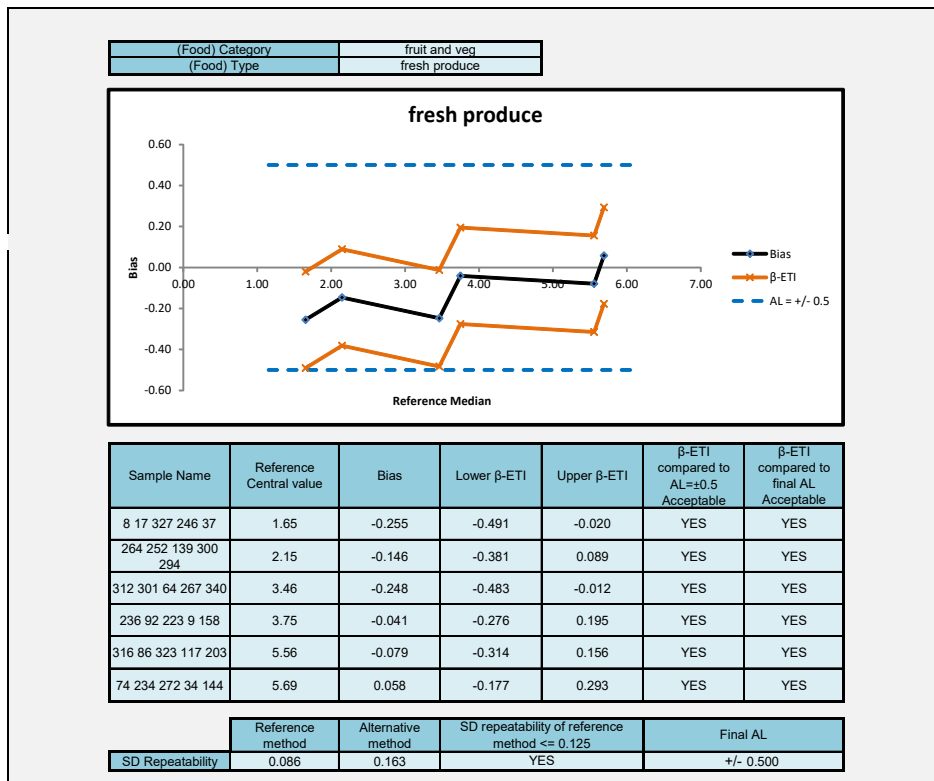 (Food) Category fruit and veg
(Food) Type fresh produce
fresh produce
0.60
0.40
0.20
0.00
-0.20
-0.40
-0.60
0.00 1.00 2.00 3.00 4.00 5.00 6.00 7.00
Bias
Reference Median
Bias
β-ETI
AL = +/- 0.5
Sample Name Reference Central value Bias Lower β-ETI Upper β-ETI β-ETI compared to AL=±0.5 Acceptable β-ETI compared to final AL Acceptable
8 17 327 246 37 1.65 -0.255 -0.491 -0.020 YES YES
264 252 139 300 294 2.15 -0.146 -0.381 0.089 YES YES
312 301 64 267 340 3.46 -0.248 -0.483 -0.012 YES YES
236 92 223 9 158 3.75 -0.041 -0.276 0.195 YES YES
316 86 323 117 203 5.56 -0.079 -0.314 0.156 YES YES
74 234 272 34 144 5.69 0.058 -0.177 0.293 YES YES
Reference method Alternative method SD repeatability of reference method <= 0.125 Final AL
SD Repeatability 0.086 0.163 YES +/- 0.500